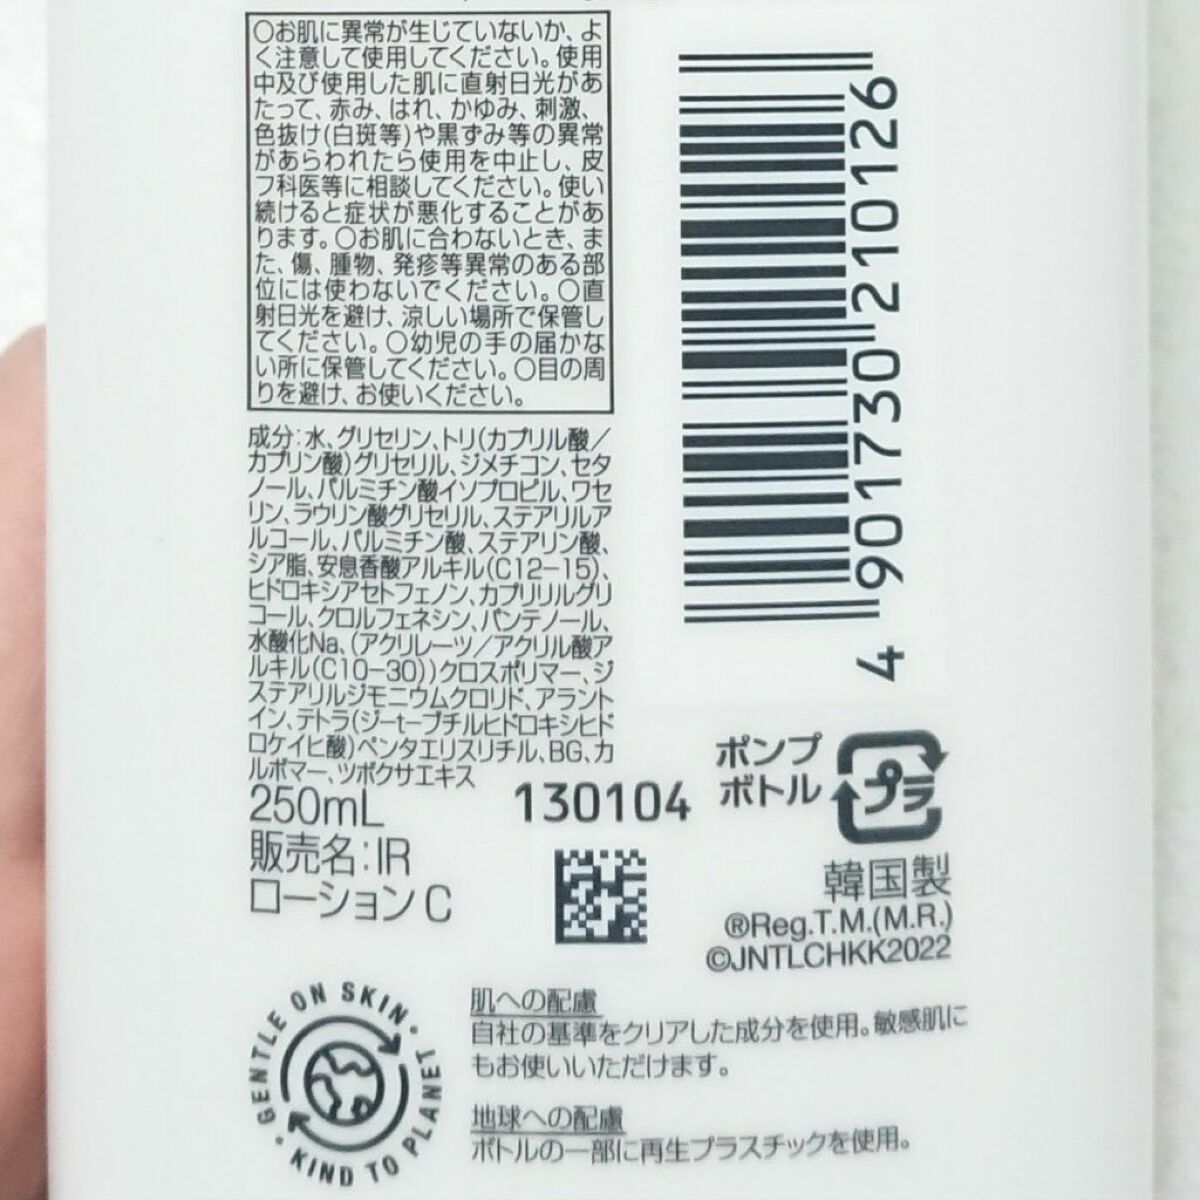 〇お肌に異常が生じていないか、よ
く注意して使用してください。使用
中及び使用した肌に直射日光があ
たって、赤み、はれ、かゆみ、刺激、
色抜け(白斑等)や黒ずみ等の異常
があらわれたら使用を中止し、皮
フ科医等に相談してください。使い
続けると症状が悪化することがあ
ります。〇お肌に合わないとき、ま
た、傷、腫物、発疹等異常のある部
位には使わないでください。〇直
射日光を避け、涼しい場所で保管し
てください。〇幼児の手の届かな
い所に保管してください。〇目の周
りを避け、お使いください。
成分:水、グリセリン、トリ(カプリル酸/
カプリン酸)グリセリル、ジメチコン、セタ
ノール、パルミチン酸イソプロピル、ワセ
リン、ラウリン酸グリセリル、ステアリルア
ルコール、パルミチン酸、ステアリン酸、
シア脂、安息香酸アルキル(C12-15)、
ヒドロキシアセトフェノン、カプリリルグリ
コール、クロルフェネシン、パンテノール、
水酸化Na、(アクリレーツ/アクリル酸ア
ルキル(C10-30))クロスポリマー、ジ
ステアリルジモニウムクロリド、アラント
イン、テトラ(ジ-t-ブチルヒドロキシヒド
ロケイヒ酸)ペンタエリスリチル、BG、カ
ルボマー、ツボクサエキス
250mL
販売名:IR
ローションC
130104
4 901730 210126
ポンプ
ボトル
プラ
韓国製
®Reg.T.M.(M.R.)
©JNTLCHKK2022
GENTLE ON SKIN
KIND TO PLANET
肌への配慮
自社の基準をクリアした成分を使用。敏感肌に
もお使いいただけます。
地球への配慮
ボトルの一部に再生プラスチックを使用。